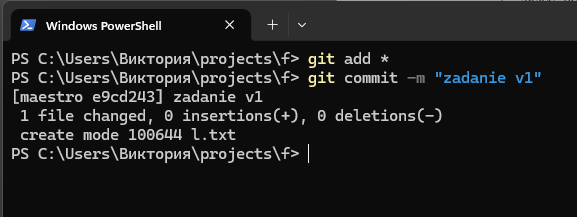 Windows PowerShell
PS C:\Users\Виктория\projects\f> git add *
PS C:\Users\Виктория\projects\f> git commit -m "zadanie v1"
[maestro e9cd243] zadanie v1
 1 file changed, 0 insertions(+), 0 deletions(-)
 create mode 100644 l.txt
PS C:\Users\Виктория\projects\f>